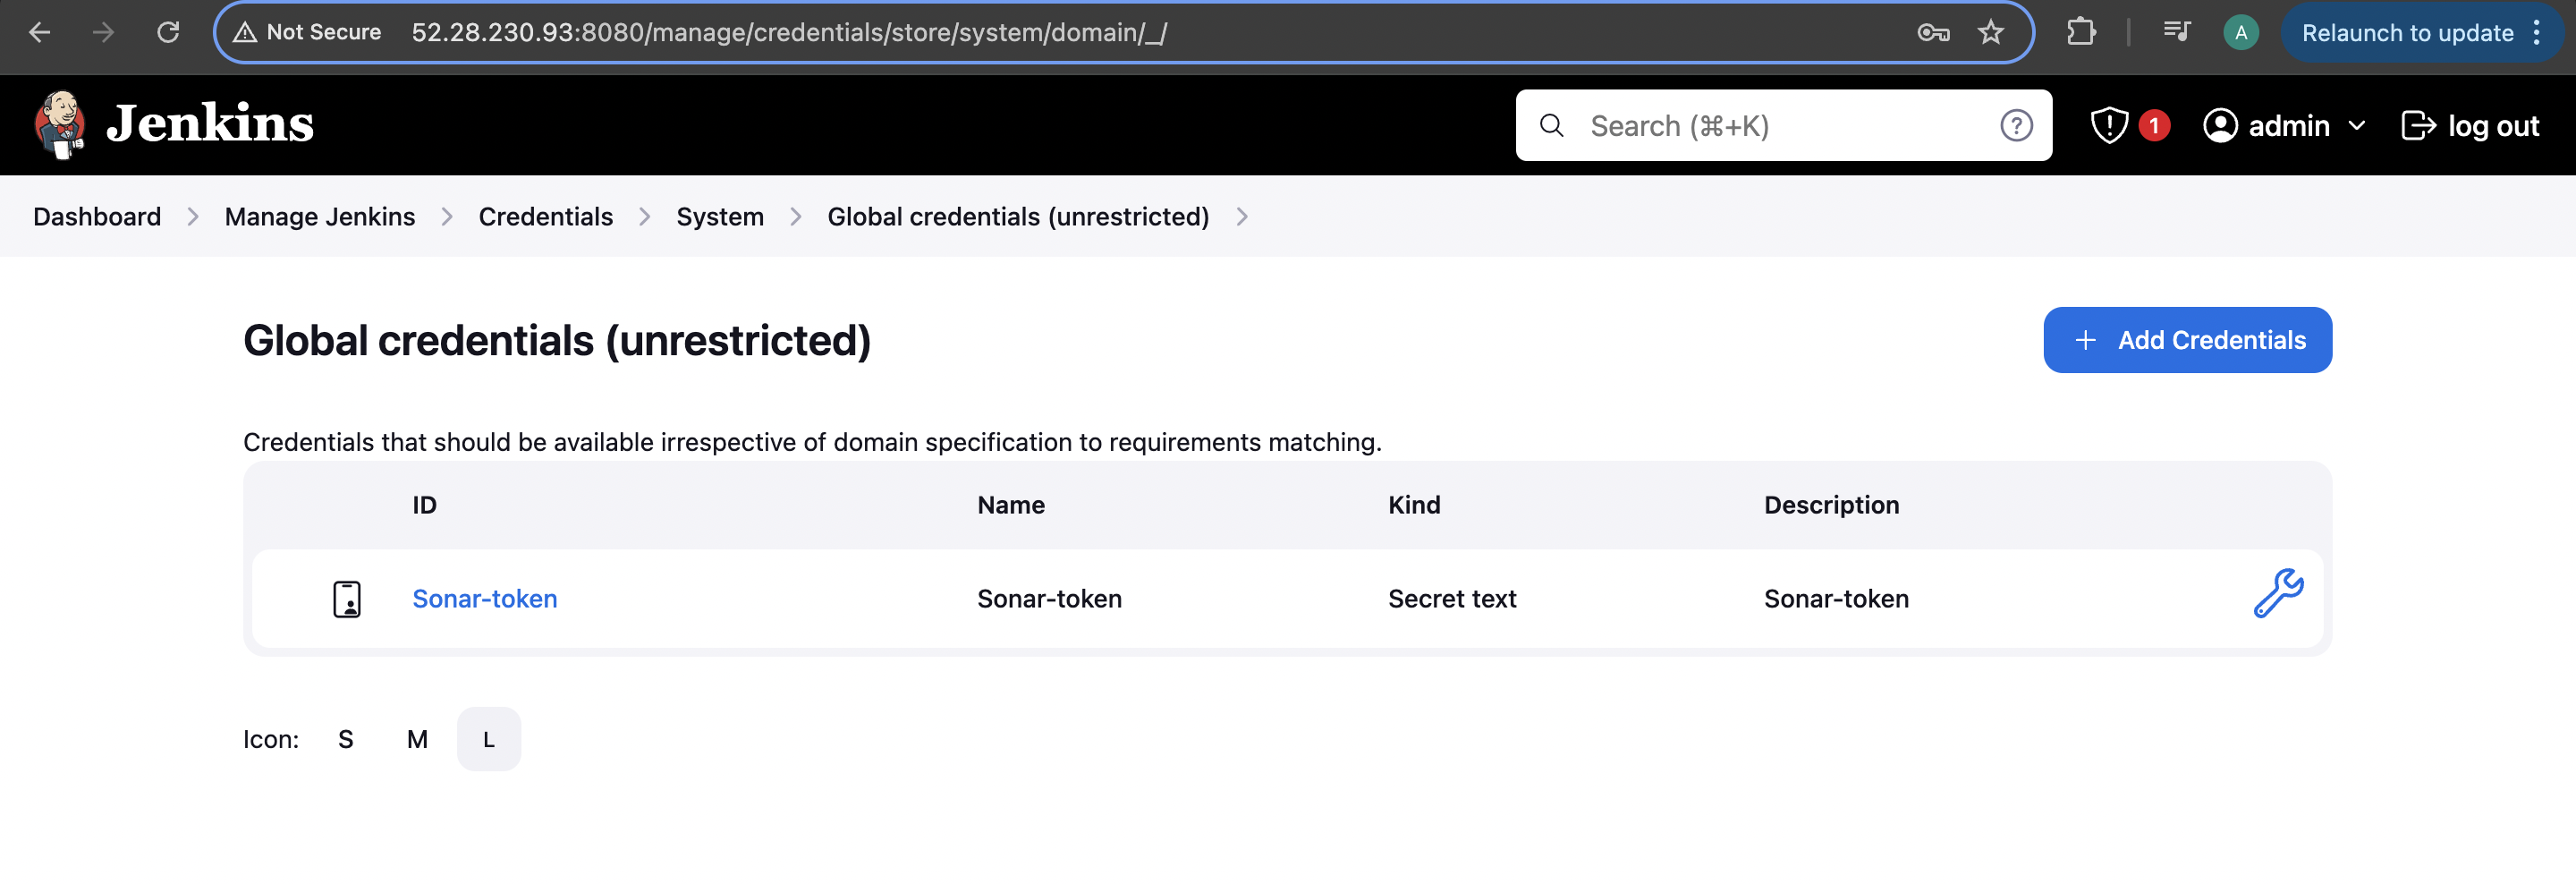 Not Secure 52.28.230.93:8080/manage/credentials/store/system/domain/_/ A Relaunch to update
Jenkins Search (⌘+K) ? 1 admin log out
Dashboard Manage Jenkins Credentials System Global credentials (unrestricted)
Global credentials (unrestricted) + Add Credentials
Credentials that should be available irrespective of domain specification to requirements matching.
ID Name Kind Description
Sonar-token Sonar-token Secret text Sonar-token
Icon: S M L